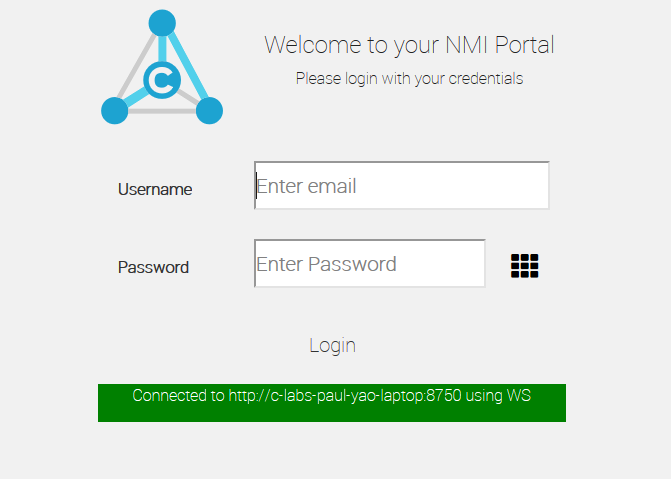 C
Welcome to your NMI Portal
Please login with your credentials
Username
Enter email
Password
Enter Password
Login
Connected to http://c-labs-paul-yao-laptop:8750 using WS